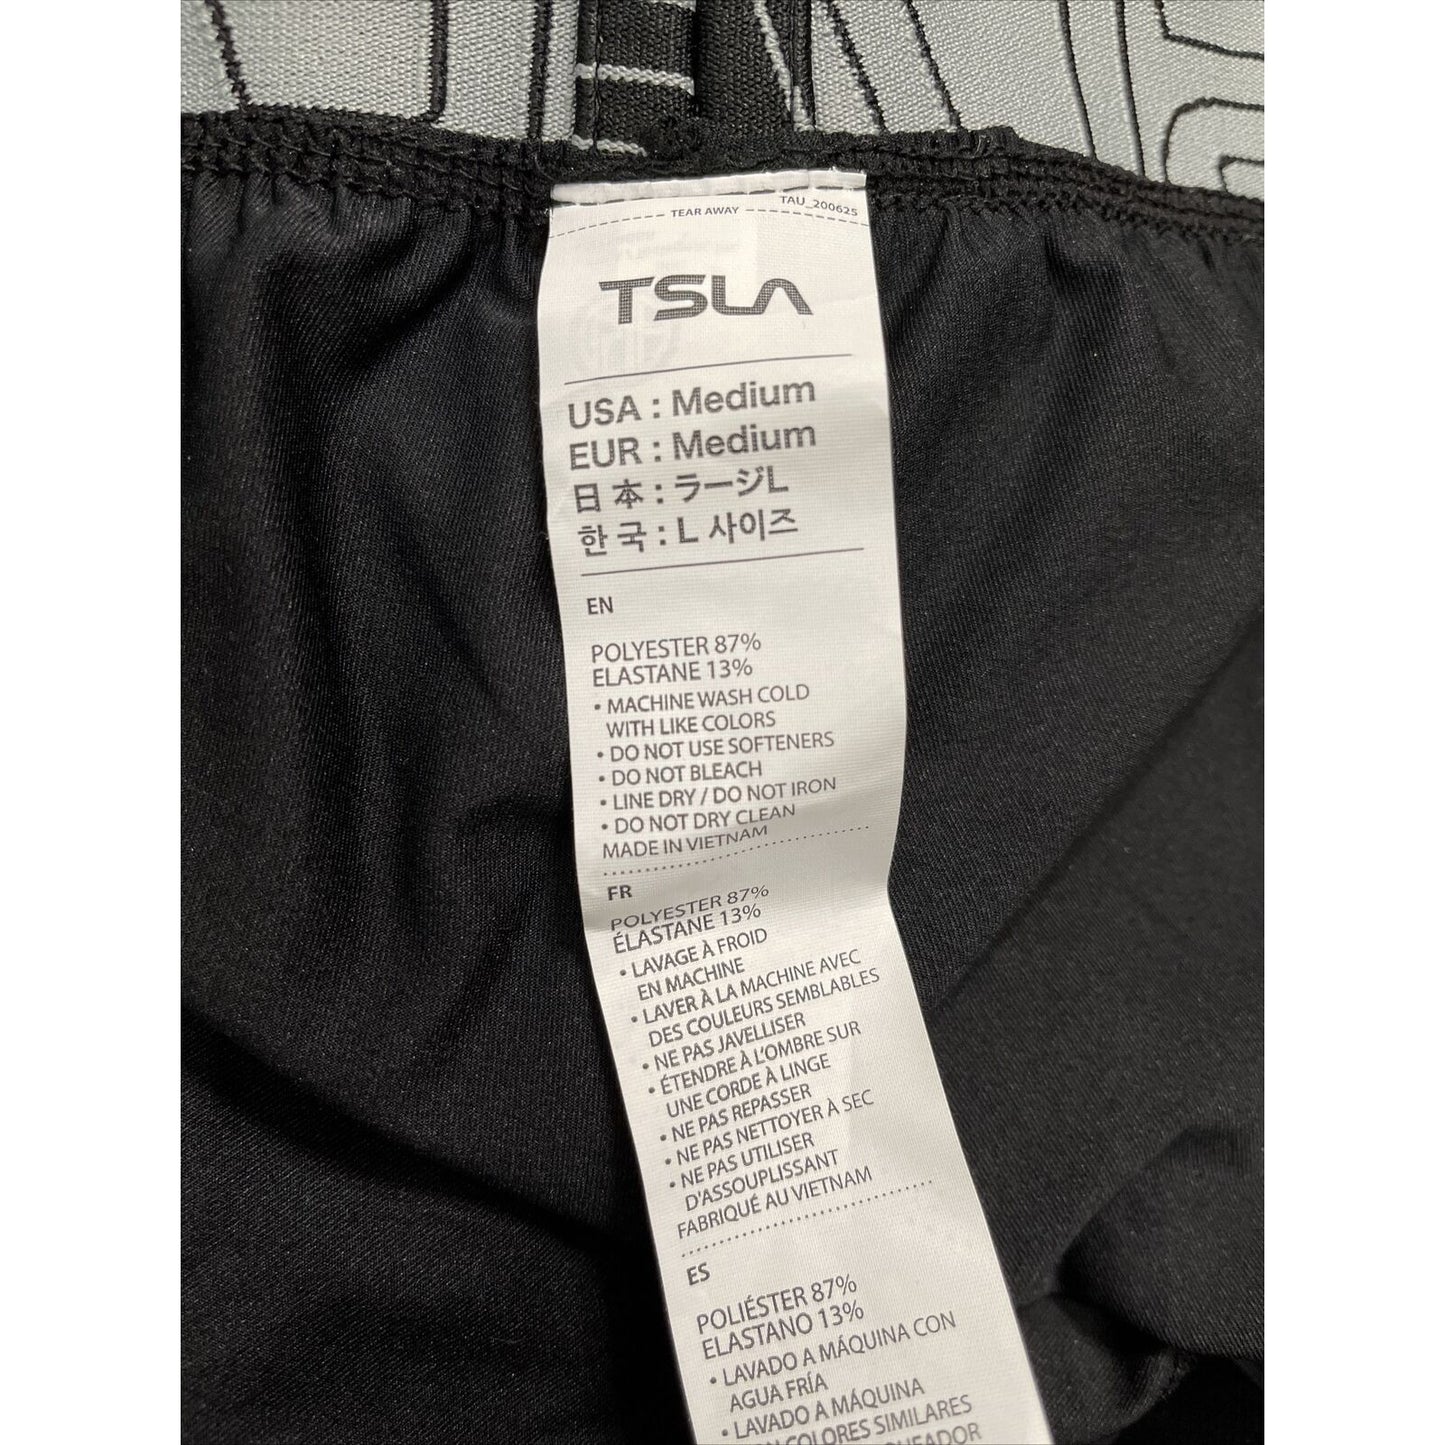 TEAR AWAY TAU_200625
TSLA
USA : Medium
EUR : Medium
日本 : ラージL
한국 : L 사이즈
EN
POLYESTER 87%
ELASTANE 13%
• MACHINE WASH COLD
WITH LIKE COLORS
• DO NOT USE SOFTENERS
• DO NOT BLEACH
• LINE DRY / DO NOT IRON
• DO NOT DRY CLEAN
MADE IN VIETNAM
FR
POLYESTER 87%
ÉLASTANE 13%
• LAVAGE À FROID
EN MACHINE
• LAVER À LA MACHINE AVEC
DES COULEURS SEMBLABLES
• NE PAS JAVELLISER
• ÉTENDRE À L'OMBRE SUR
UNE CORDE À LINGE
• NE PAS REPASSER
• NE PAS NETTOYER À SEC
• NE PAS UTILISER
D'ASSOUPLISSANT
FABRIQUÉ AU VIETNAM
ES
POLIÉSTER 87%
ELASTANO 13%
• LAVADO A MÁQUINA CON
AGUA FRÍA
• LAVADO A MÁQUINA
COLORES SIMILARES